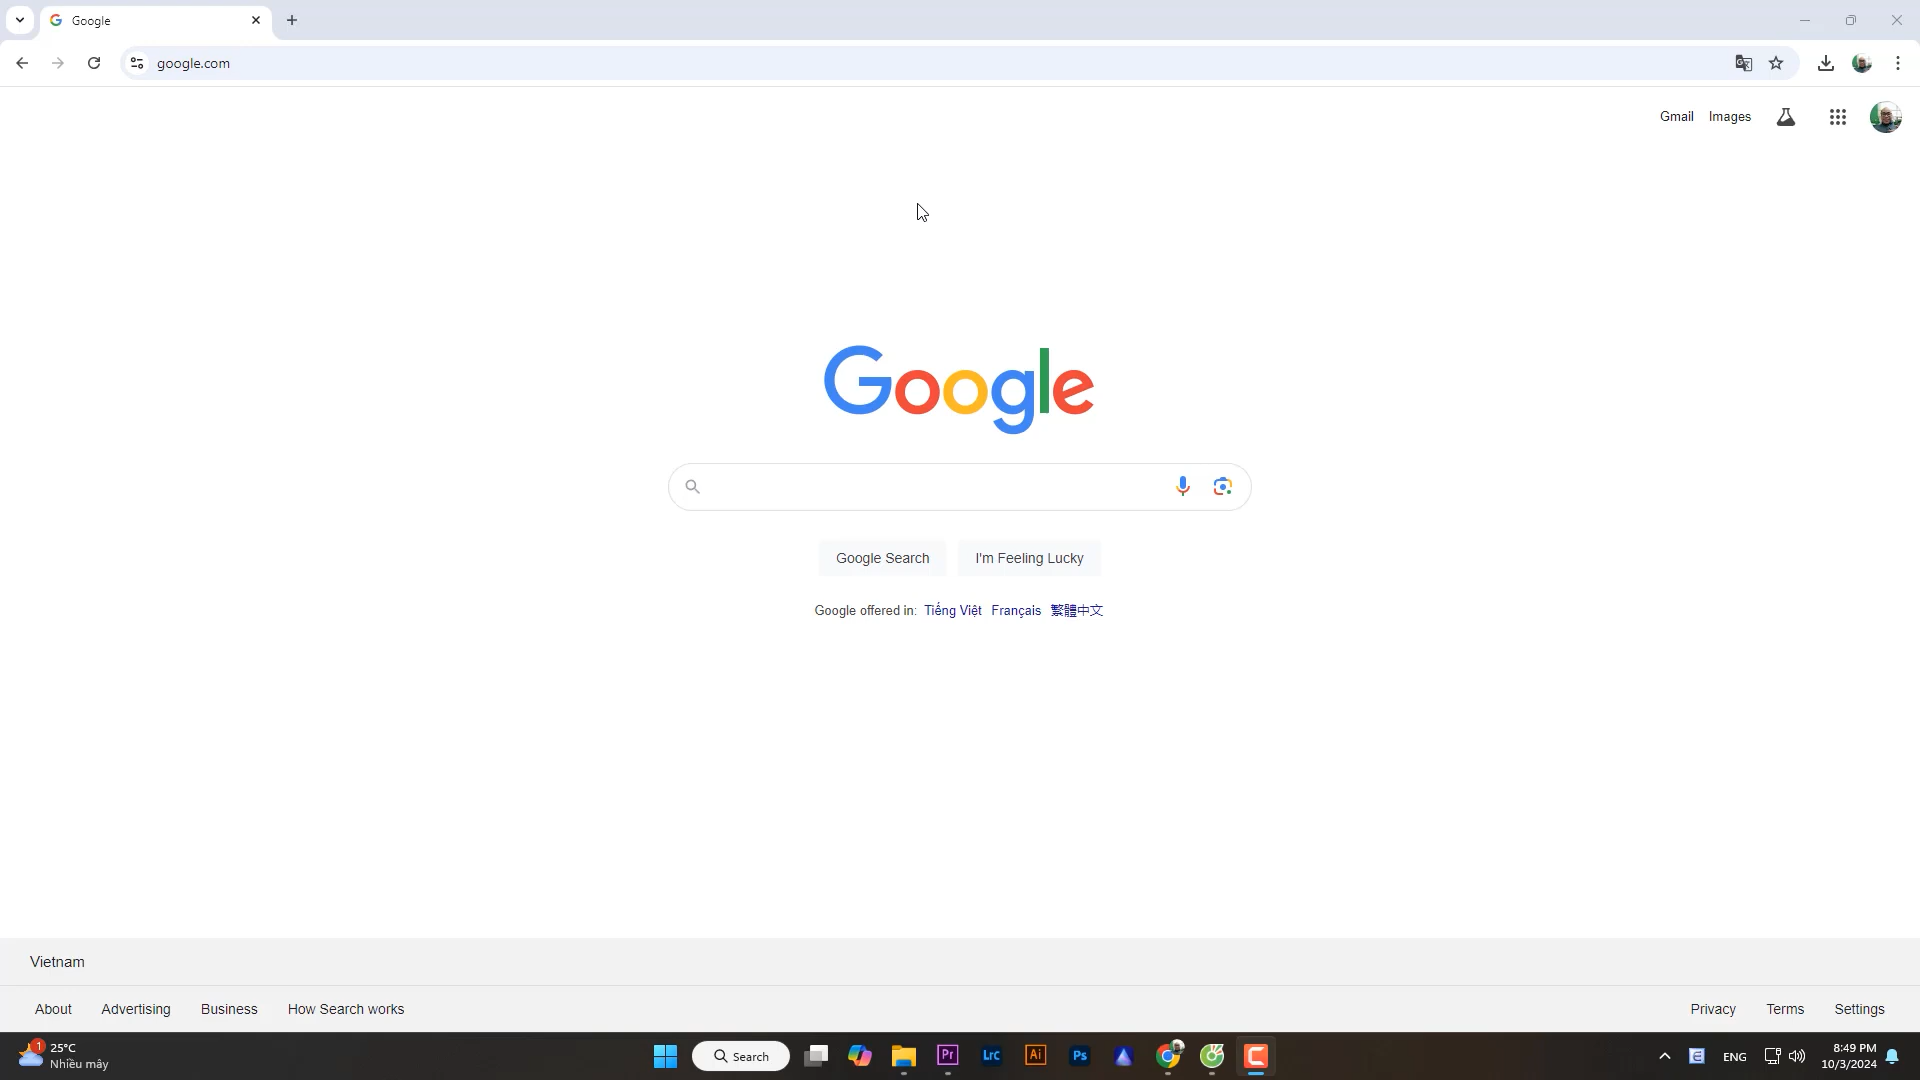 Google
google.com
Gmail Images
Google
Google Search I'm Feeling Lucky
Google offered in: Tiếng Việt Français 繁體中文
Vietnam
About Advertising Business How Search works Privacy Terms Settings
1 25°C
Nhiều mây
Search
Pr Lrc Ai Ps
E ENG
8:49 PM
10/3/2024